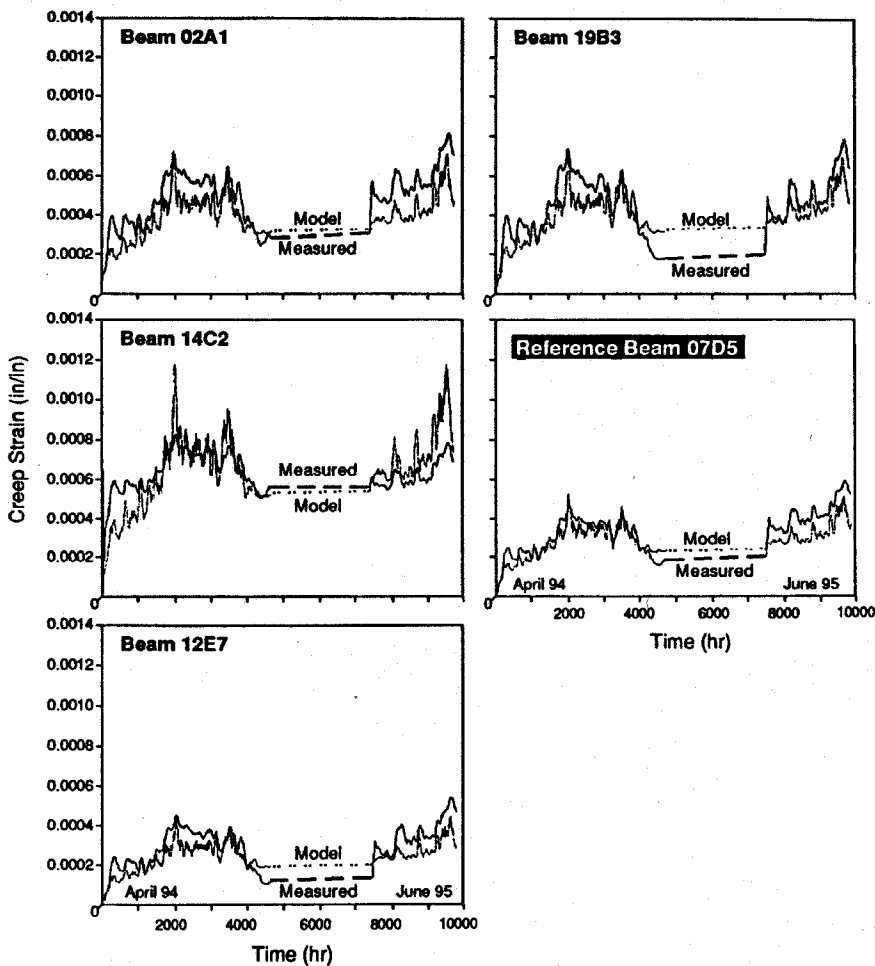 0.0014
0.0012
0.0010
0.0008
0.0006
0.0004
0.0002
0
Beam 02A1
Model
Measured
Beam 19B3
Model
Measured
0
0.0014
0.0012
0.0010
0.0008
0.0006
0.0004
0.0002
0
Beam 14C2
Measured
Model
Creep Strain (in/in)
Reference Beam 07D5
Model
Measured
April 94
June 95
0
2000
4000
6000
8000
10000
Time (hr)
0.0014
0.0012
0.0010
0.0008
0.0006
0.0004
0.0002
0
Beam 12E7
Model
Measured
April 94
June 95
2000
4000
6000
8000
10000
Time (hr)